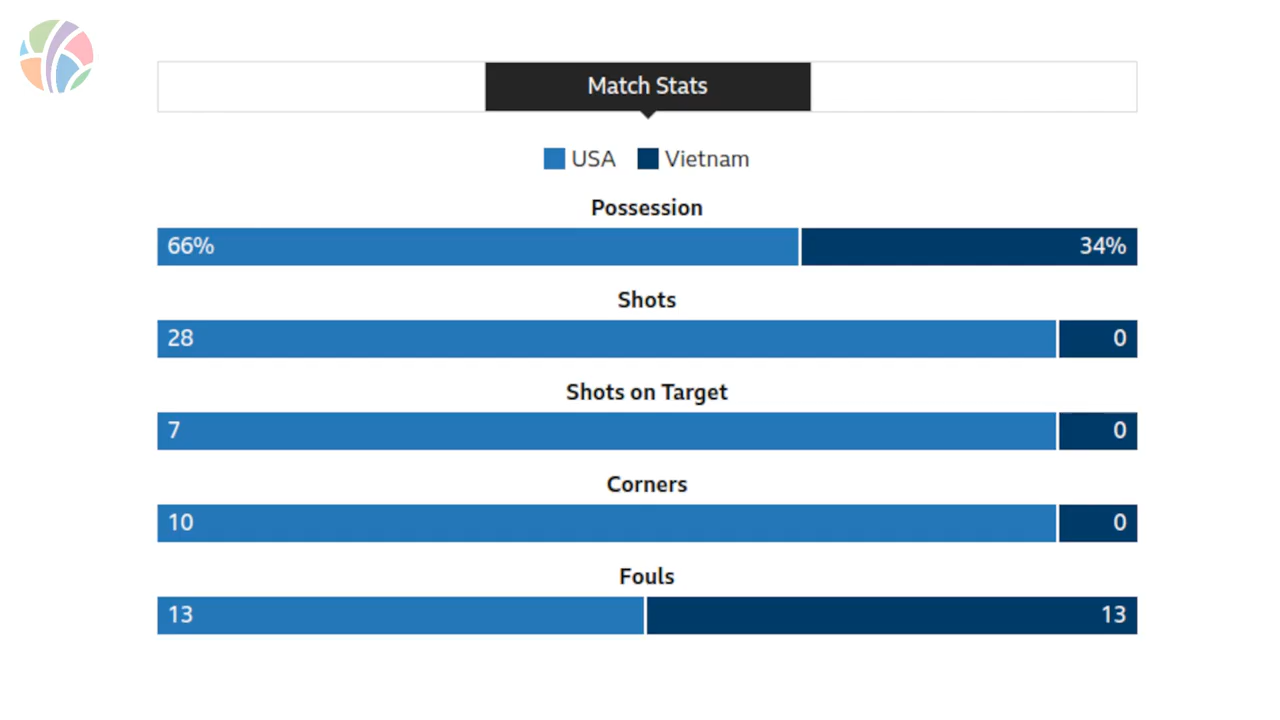 Match Stats
USA Vietnam
Possession
66% 34%
Shots
28 0
Shots on Target
7 0
Corners
10 0
Fouls
13 13